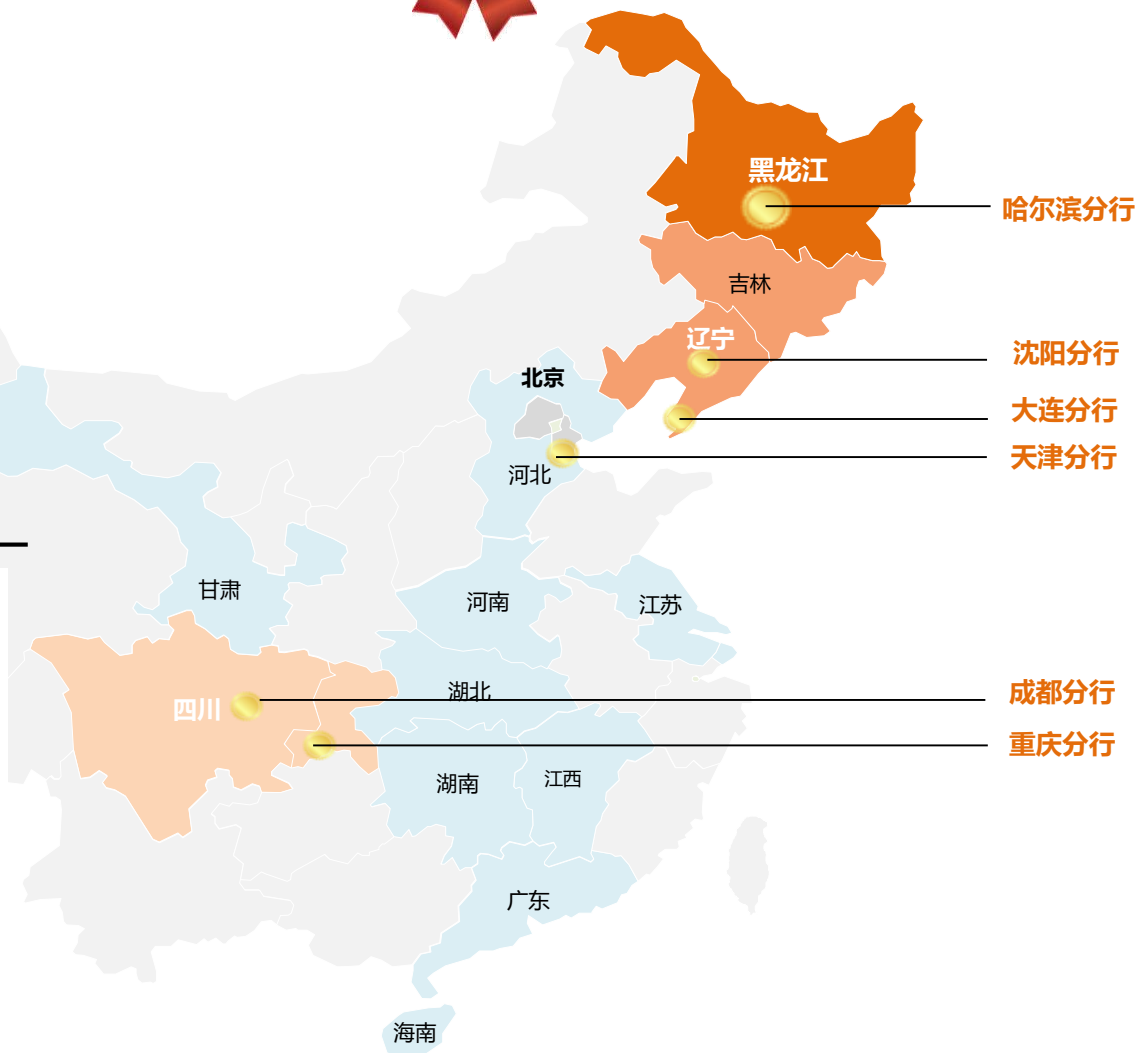 黑龙江
哈尔滨分行
吉林
辽宁
沈阳分行
北京
大连分行
天津分行
河北
甘肃
河南
江苏
四川
湖北
成都分行
重庆分行
湖南
江西
广东
海南